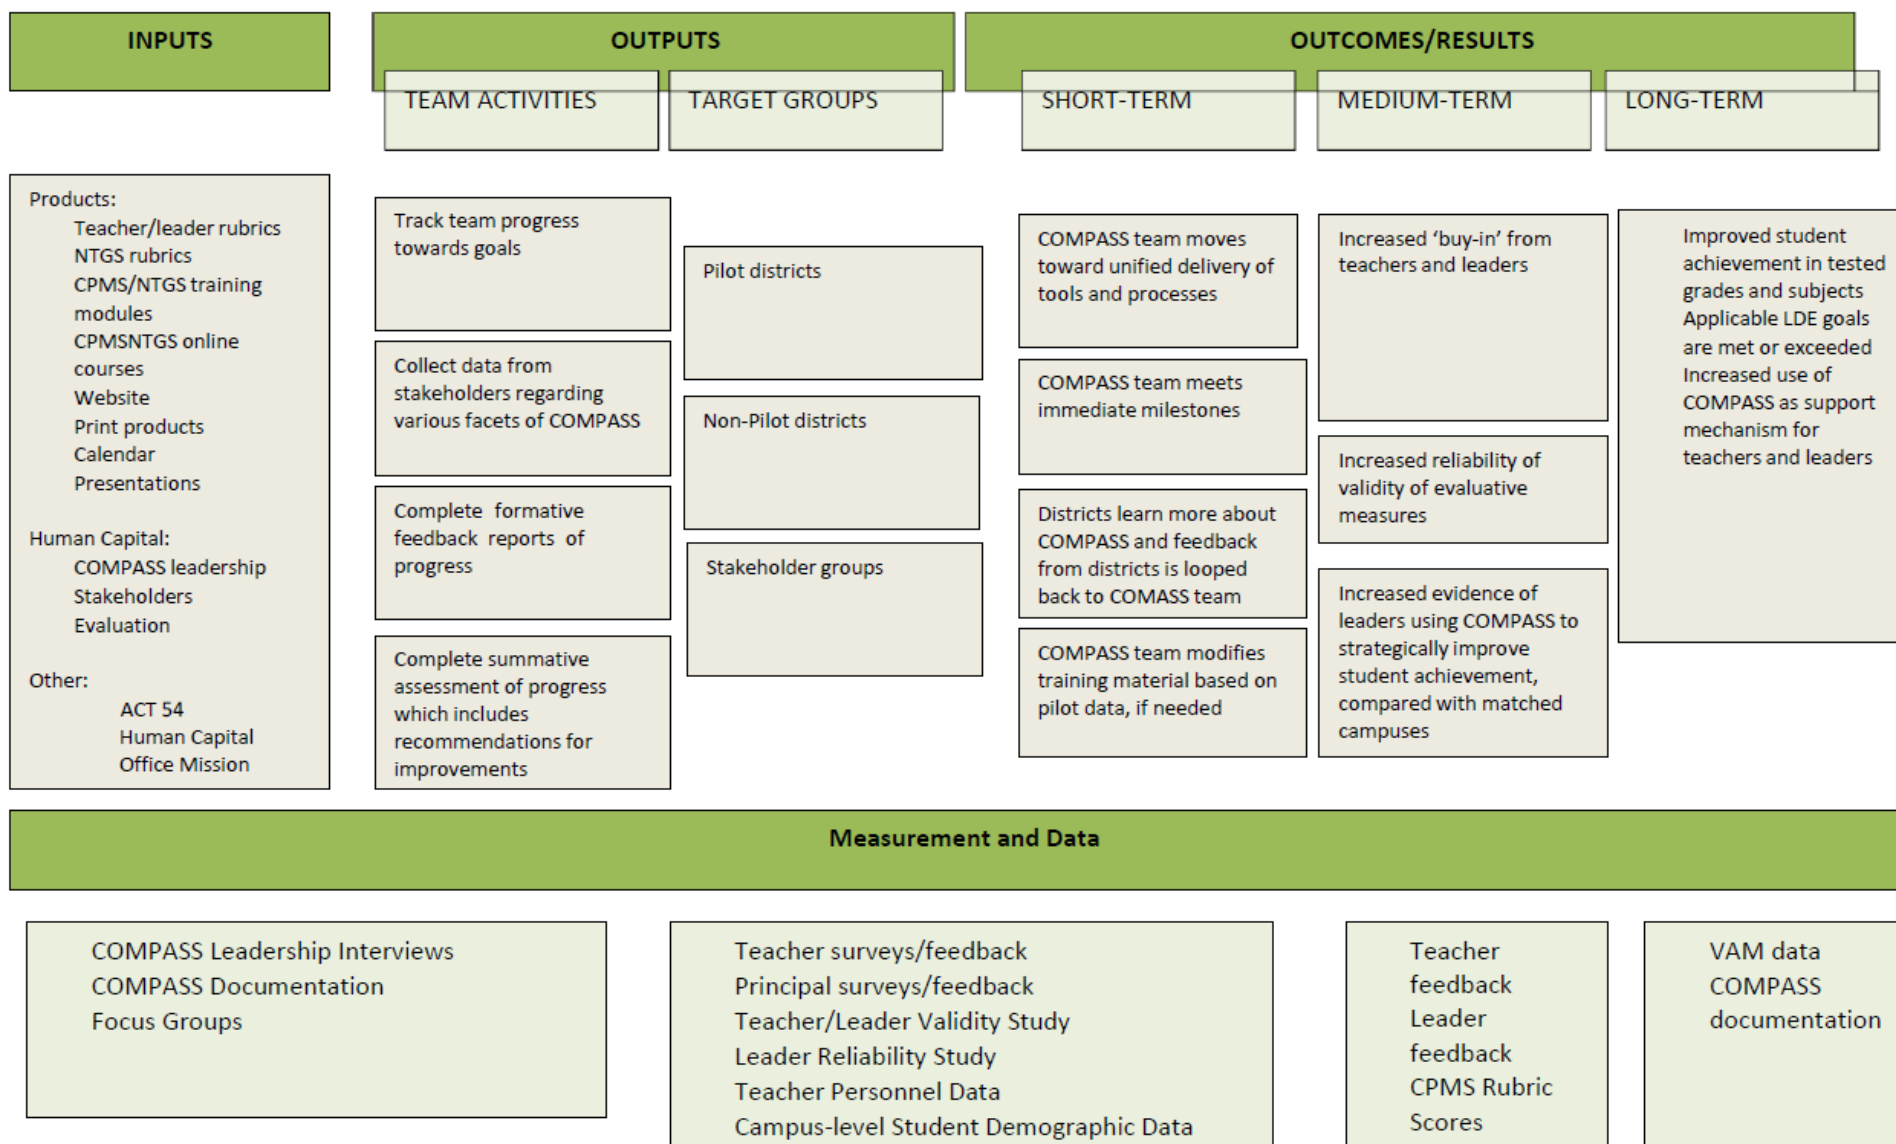 INPUTS
OUTPUTS
OUTCOMES/RESULTS
TEAM ACTIVITIES
TARGET GROUPS
SHORT-TERM
MEDIUM-TERM
LONG-TERM
Products:
Teacher/leader rubrics
NTGS rubrics
CPMS/NTGS training
modules
CPMSNTGS online
courses
Website
Print products
Calendar
Presentations
Human Capital:
COMPASS leadership
Stakeholders
Evaluation
Other:
ACT 54
Human Capital
Office Mission
Track team progress
towards goals
Collect data from
stakeholders regarding
various facets of COMPASS
Complete formative
feedback reports of
progress
Complete summative
assessment of progress
which includes
recommendations for
improvements
Pilot districts
Non-Pilot districts
Stakeholder groups
COMPASS team moves
toward unified delivery of
tools and processes
COMPASS team meets
immediate milestones
Districts learn more about
COMPASS and feedback
from districts is looped
back to COMASS team
COMPASS team modifies
training material based on
pilot data, if needed
Increased ‘buy-in’ from
teachers and leaders
Increased reliability of
validity of evaluative
measures
Increased evidence of
leaders using COMPASS to
strategically improve
student achievement,
compared with matched
campuses
Improved student
achievement in tested
grades and subjects
Applicable LDE goals
are met or exceeded
Increased use of
COMPASS as support
mechanism for
teachers and leaders
Measurement and Data
COMPASS Leadership Interviews
COMPASS Documentation
Focus Groups
Teacher surveys/feedback
Principal surveys/feedback
Teacher/Leader Validity Study
Leader Reliability Study
Teacher Personnel Data
Campus-level Student Demographic Data
Teacher
feedback
Leader
feedback
CPMS Rubric
Scores
VAM data
COMPASS
documentation